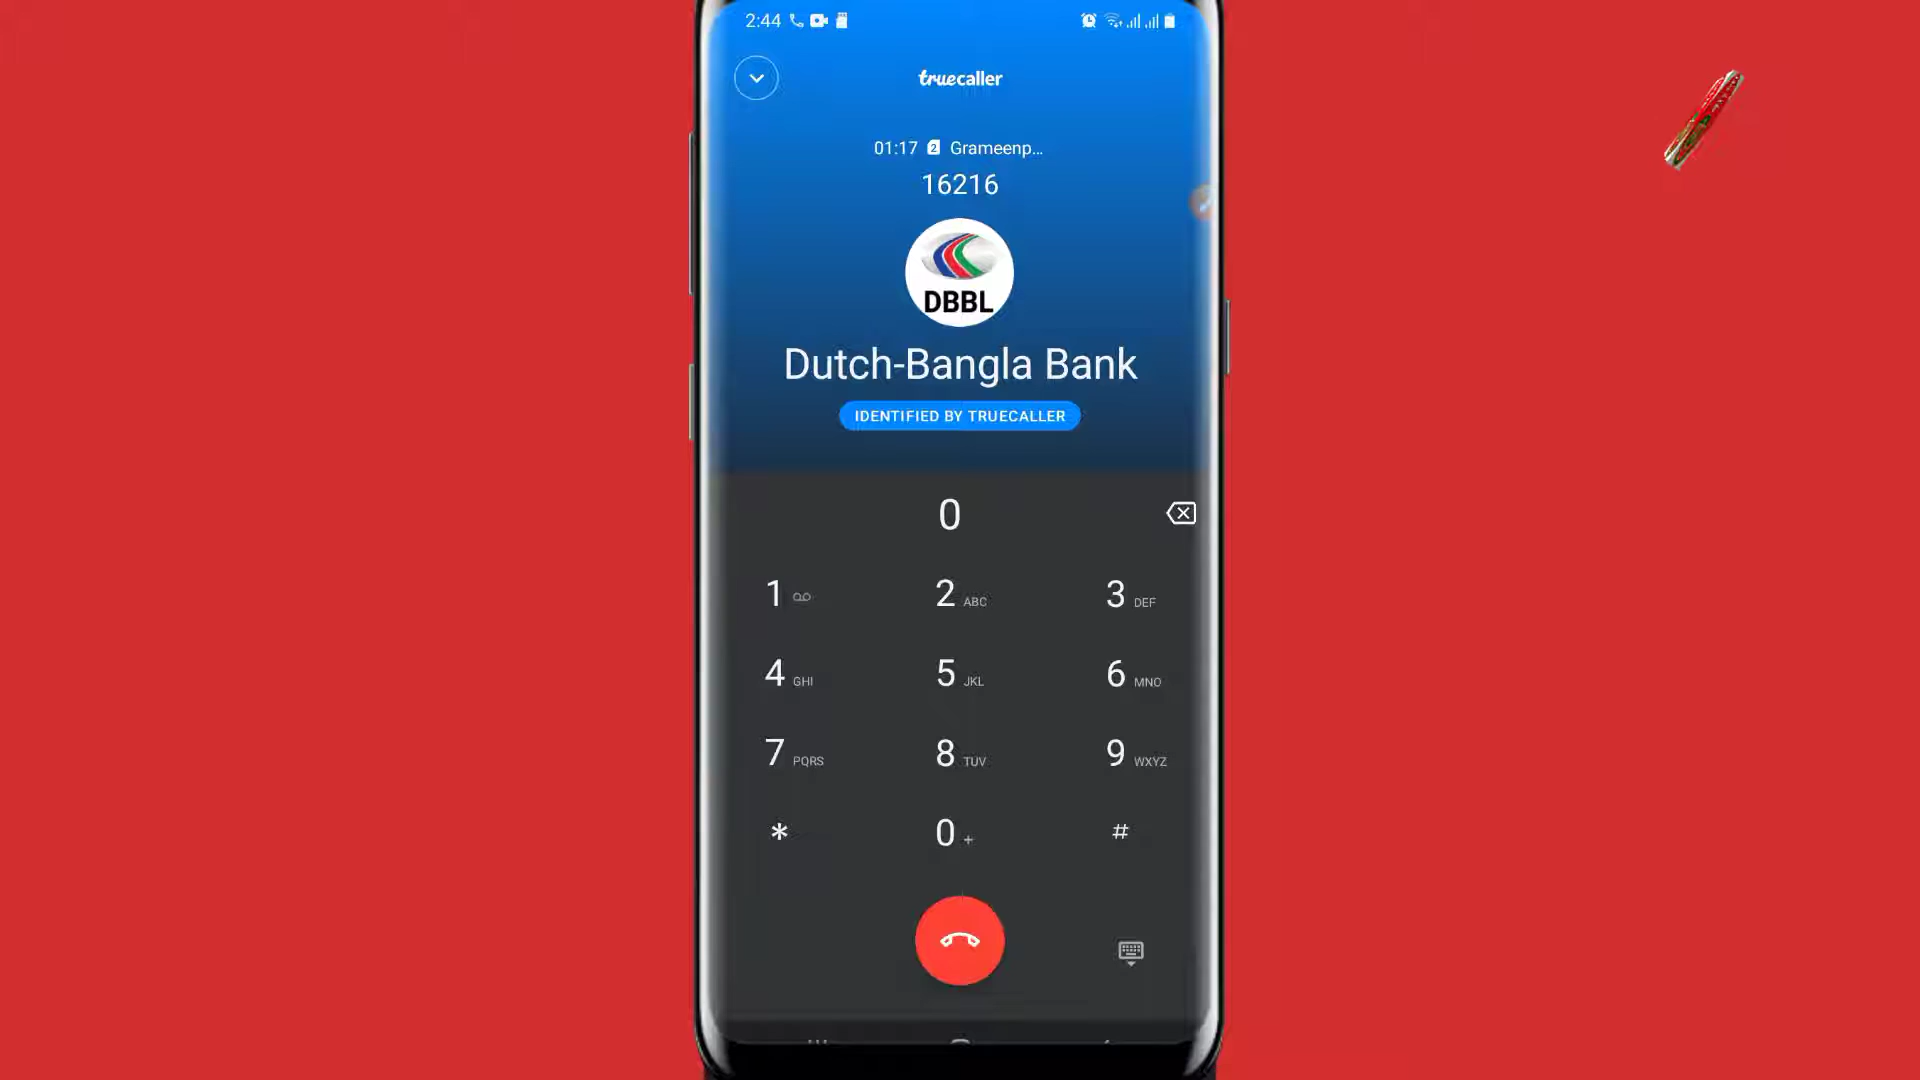 2:44
truecaller
01:17 2 Grameenp...
16216
DBBL
Dutch-Bangla Bank
IDENTIFIED BY TRUECALLER
0
1 2 ABC 3 DEF
4 GHI 5 JKL 6 MNO
7 PQRS 8 TUV 9 WXYZ
* 0 + #